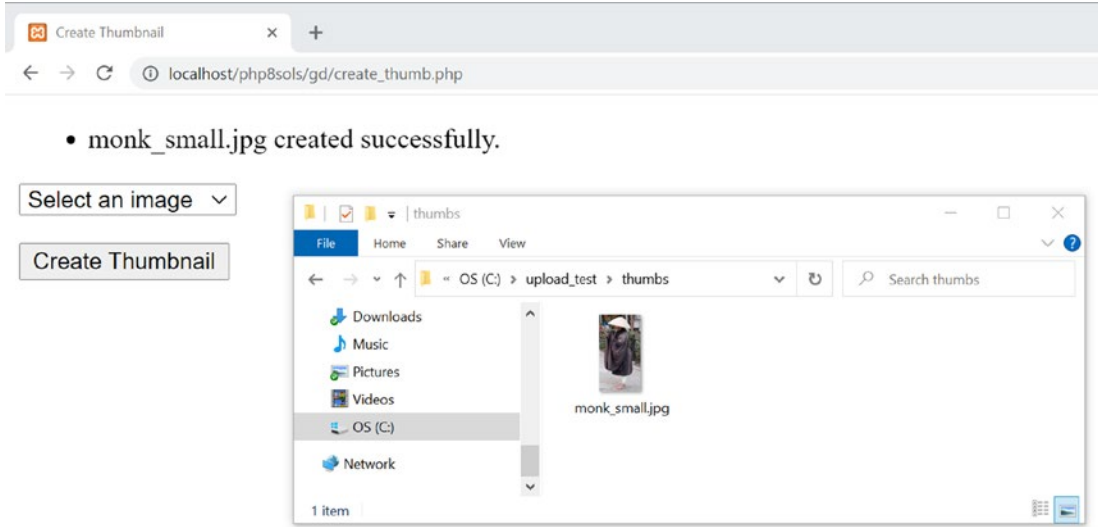 Create Thumbnail
localhost/php8sols/gd/create_thumb.php
• monk_small.jpg created successfully.
Select an image
Create Thumbnail
thumbs
File Home Share View
« OS (C:) › upload_test › thumbs
Search thumbs
Downloads
Music
Pictures
Videos
OS (C:)
Network
monk_small.jpg
1 item